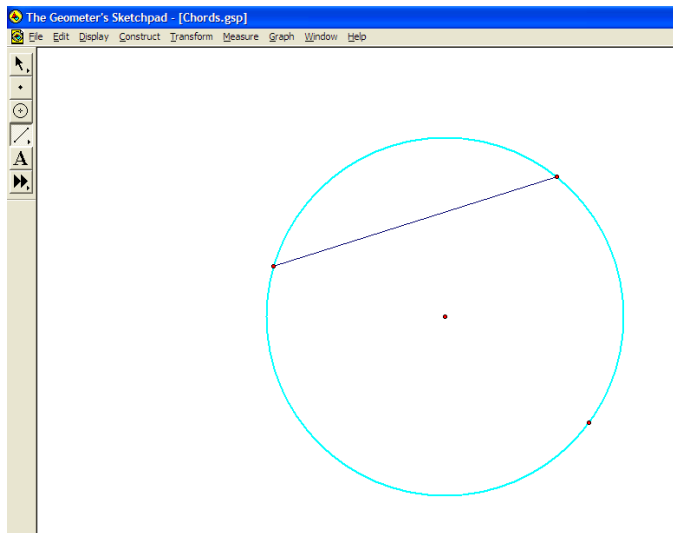 The Geometer's Sketchpad - [Chords.gsp]
File Edit Display Construct Transform Measure Graph Window Help
A